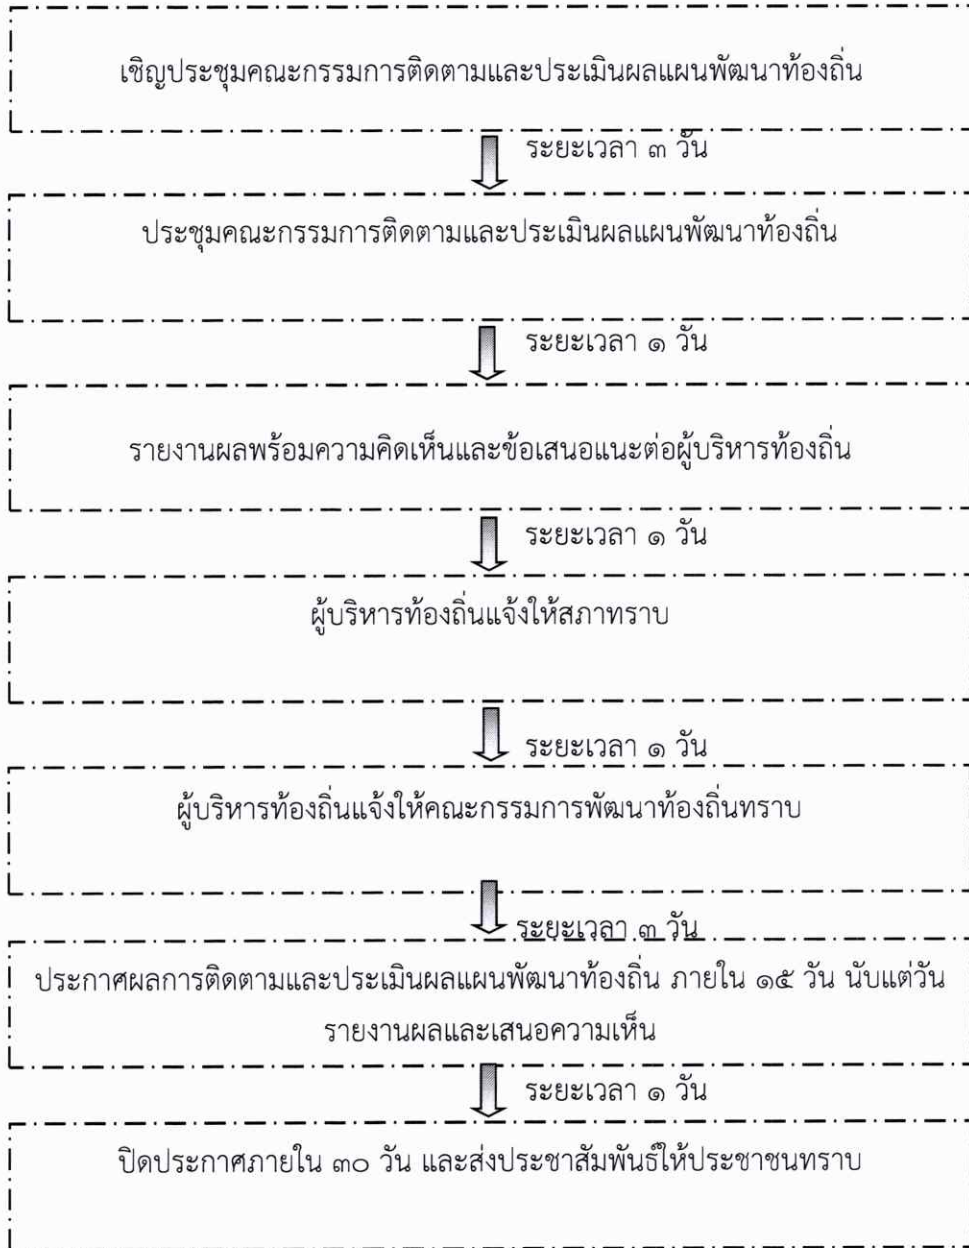 เชิญประชุมคณะกรรมการติดตามและประเมินผลแผนพัฒนาท้องถิ่น
ระยะเวลา ๓ วัน
ประชุมคณะกรรมการติดตามและประเมินผลแผนพัฒนาท้องถิ่น
ระยะเวลา ๑ วัน
รายงานผลพร้อมความคิดเห็นและข้อเสนอแนะต่อผู้บริหารท้องถิ่น
ระยะเวลา ๑ วัน
ผู้บริหารท้องถิ่นแจ้งให้สภาทราบ
ระยะเวลา ๑ วัน
ผู้บริหารท้องถิ่นแจ้งให้คณะกรรมการพัฒนาท้องถิ่นทราบ
ระยะเวลา ๓ วัน
ประกาศผลการติดตามและประเมินผลแผนพัฒนาท้องถิ่น ภายใน ๑๕ วัน นับแต่วัน
รายงานผลและเสนอความเห็น
ระยะเวลา ๑ วัน
ปิดประกาศภายใน ๓๐ วัน และส่งประชาสัมพันธ์ให้ประชาชนทราบ